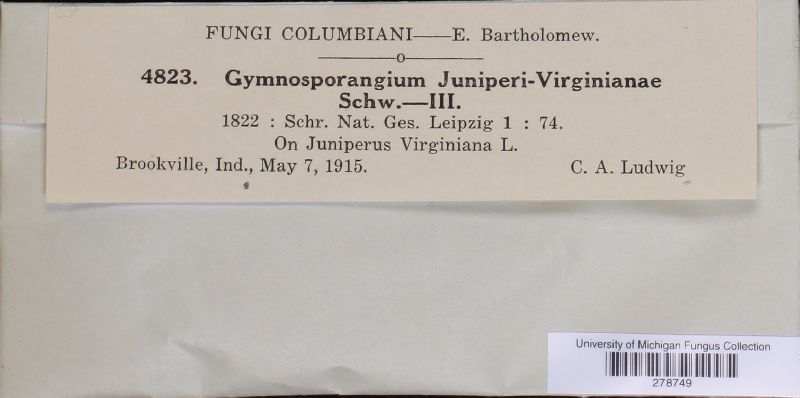 FUNGI COLUMBIANI——E. Bartholomew.
o
4823. Gymnosporangium Juniperi-Virginianae
Schw.—III.
1822 : Schr. Nat. Ges. Leipzig 1 : 74.
On Juniperus Virginiana L.
Brookville, Ind., May 7, 1915. C. A. Ludwig
University of Michigan Fungus Collection
278749